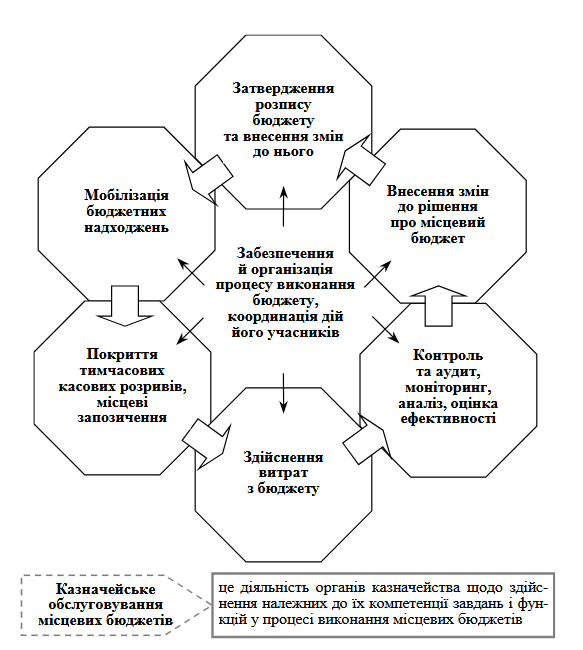 Затвердження
розпису
бюджету
та внесення змін
до нього
Мобілізація
бюджетних
надходжень
Внесення змін
до рішення
про місцевий
бюджет
Забезпечення
й організація
процесу виконання
бюджету,
координація дій
його учасників
Покриття
тимчасових
касових розривів,
місцеві
запозичення
Контроль
та аудит,
моніторинг,
аналіз, оцінка
ефективності
Здійснення
витрат
з бюджету
Казначейське
обслуговування
місцевих бюджетів
це діяльність органів казначейства щодо здійс-
нення належних до їх компетенції завдань і фун-
кцій у процесі виконання місцевих бюджетів